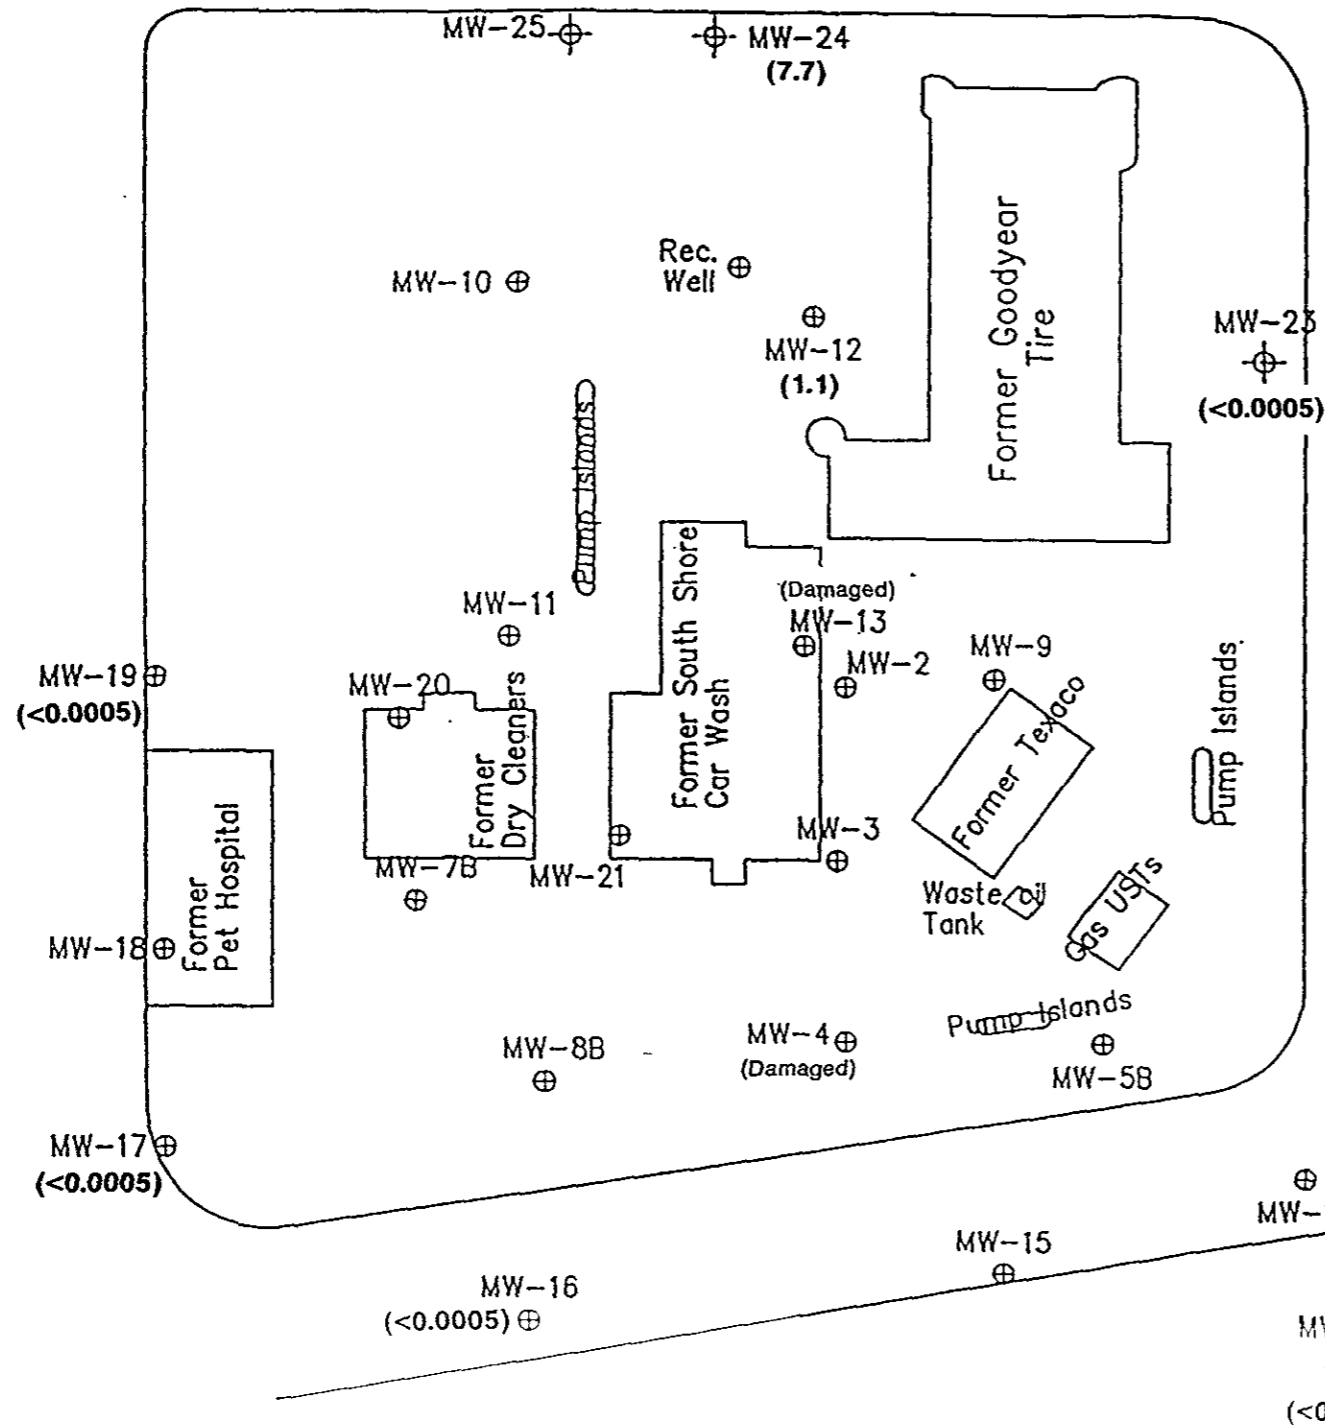 MW-25
MW-24
(7.7)
Rec.
Well
MW-10
MW-12
(1.1)
Former Goodyear
Tire
MW-23
(<0.0005)
Pump Islands
MW-11
(Damaged)
MW-13
MW-2
MW-9
MW-19
(<0.0005)
MW-20
Former
Dry Cleaners
Former South Shore
Car Wash
Former Texaco
Pump Islands
MW-3
MW-7B
MW-21
Waste Oil
Tank
Gas USTs
Former
Pet Hospital
MW-18
MW-8B
MW-4
(Damaged)
Pump Islands
MW-5B
MW-17
(<0.0005)
MW-
MW-15
MW-16
(<0.0005)